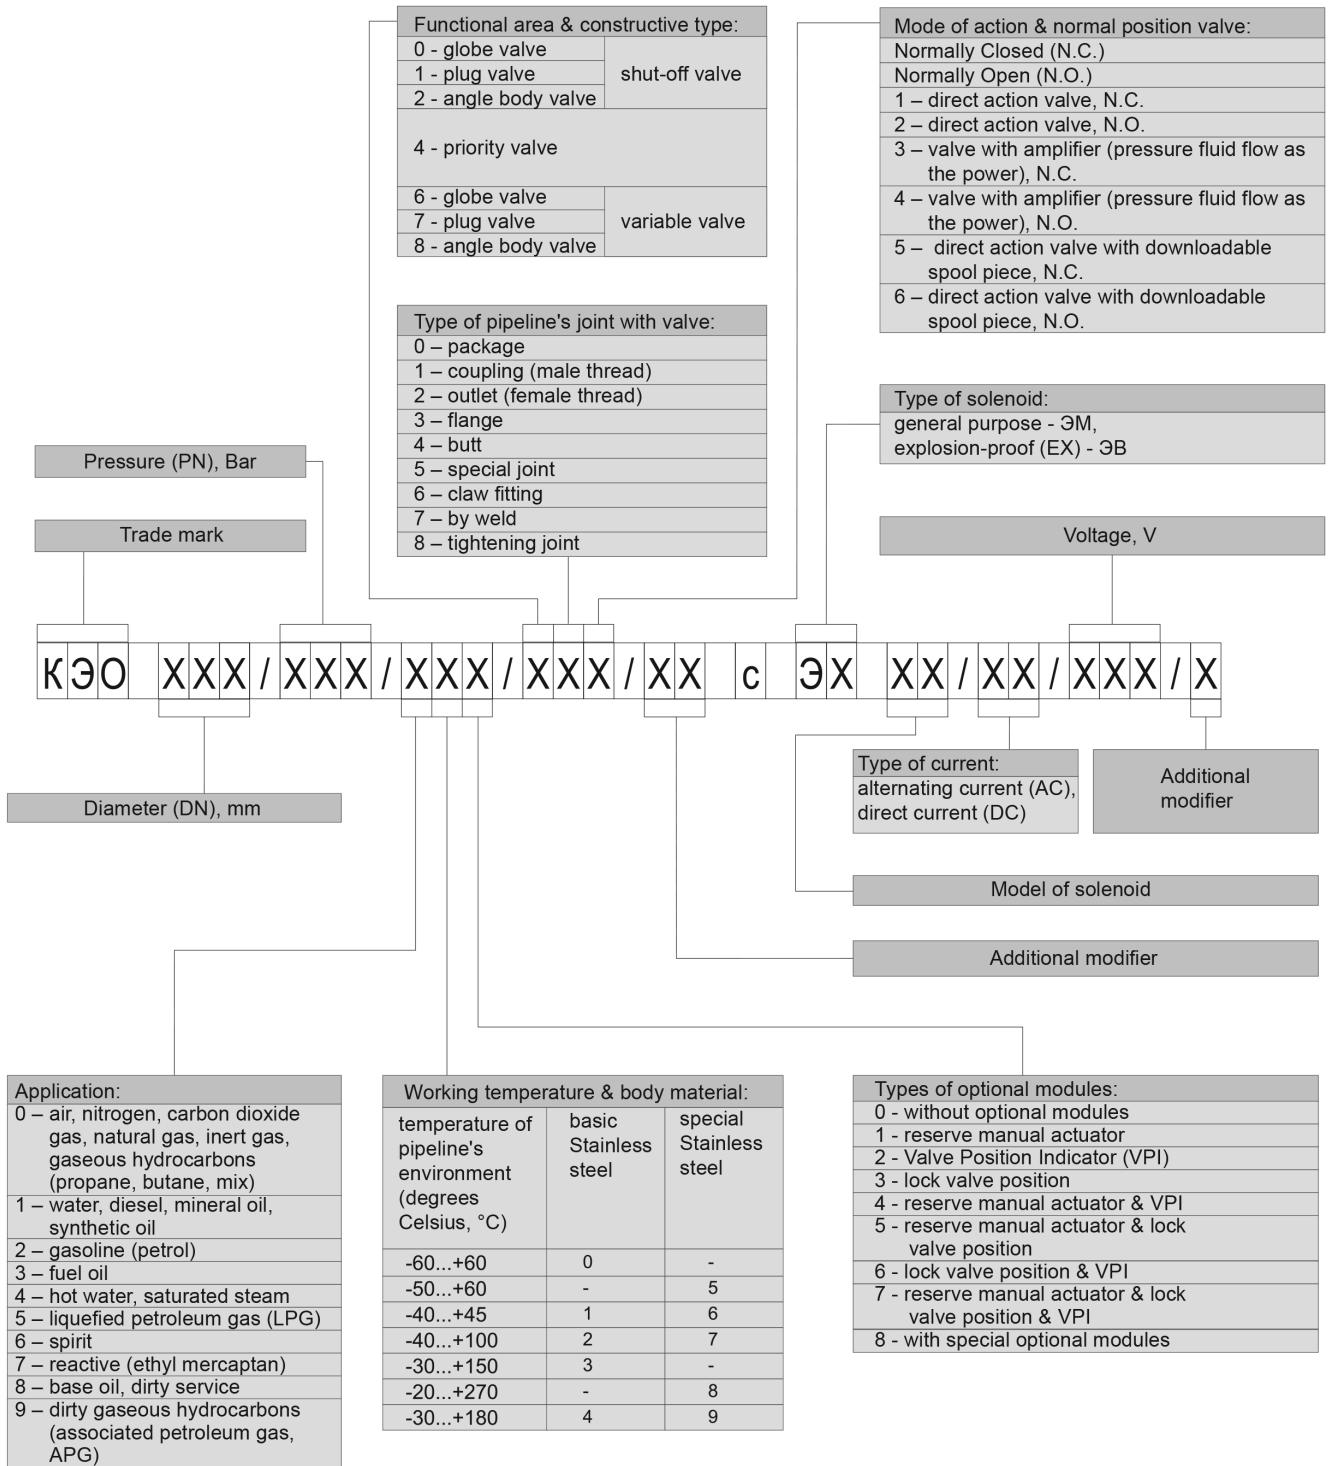 Functional area & constructive type:
0 - globe valve
1 - plug valve
2 - angle body valve
shut-off valve
4 - priority valve
6 - globe valve
7 - plug valve
8 - angle body valve
variable valve
Mode of action & normal position valve:
Normally Closed (N.C.)
Normally Open (N.O.)
1 – direct action valve, N.C.
2 – direct action valve, N.O.
3 – valve with amplifier (pressure fluid flow as
the power), N.C.
4 – valve with amplifier (pressure fluid flow as
the power), N.O.
5 – direct action valve with downloadable
spool piece, N.C.
6 – direct action valve with downloadable
spool piece, N.O.
Type of pipeline's joint with valve:
0 – package
1 – coupling (male thread)
2 – outlet (female thread)
3 – flange
4 – butt
5 – special joint
6 – claw fitting
7 – by weld
8 – tightening joint
Type of solenoid:
general purpose - ЭМ,
explosion-proof (EX) - ЭВ
Pressure (PN), Bar
Trade mark
Voltage, V
КЭО ХХХ / ХХХ / ХХХ / ХХХ / ХХ с ЭХ ХХ / ХХ / ХХХ / Х
Diameter (DN), mm
Type of current:
alternating current (AC),
direct current (DC)
Additional
modifier
Model of solenoid
Additional modifier
Application:
0 – air, nitrogen, carbon dioxide
gas, natural gas, inert gas,
gaseous hydrocarbons
(propane, butane, mix)
1 – water, diesel, mineral oil,
synthetic oil
2 – gasoline (petrol)
3 – fuel oil
4 – hot water, saturated steam
5 – liquefied petroleum gas (LPG)
6 – spirit
7 – reactive (ethyl mercaptan)
8 – base oil, dirty service
9 – dirty gaseous hydrocarbons
(associated petroleum gas,
APG)
Working temperature & body material:
temperature of
pipeline's
environment
(degrees
Celsius, °C)
basic
Stainless
steel
special
Stainless
steel
-60...+60 0 -
-50...+60 - 5
-40...+45 1 6
-40...+100 2 7
-30...+150 3 -
-20...+270 - 8
-30...+180 4 9
Types of optional modules:
0 - without optional modules
1 - reserve manual actuator
2 - Valve Position Indicator (VPI)
3 - lock valve position
4 - reserve manual actuator & VPI
5 - reserve manual actuator & lock
valve position
6 - lock valve position & VPI
7 - reserve manual actuator & lock
valve position & VPI
8 - with special optional modules